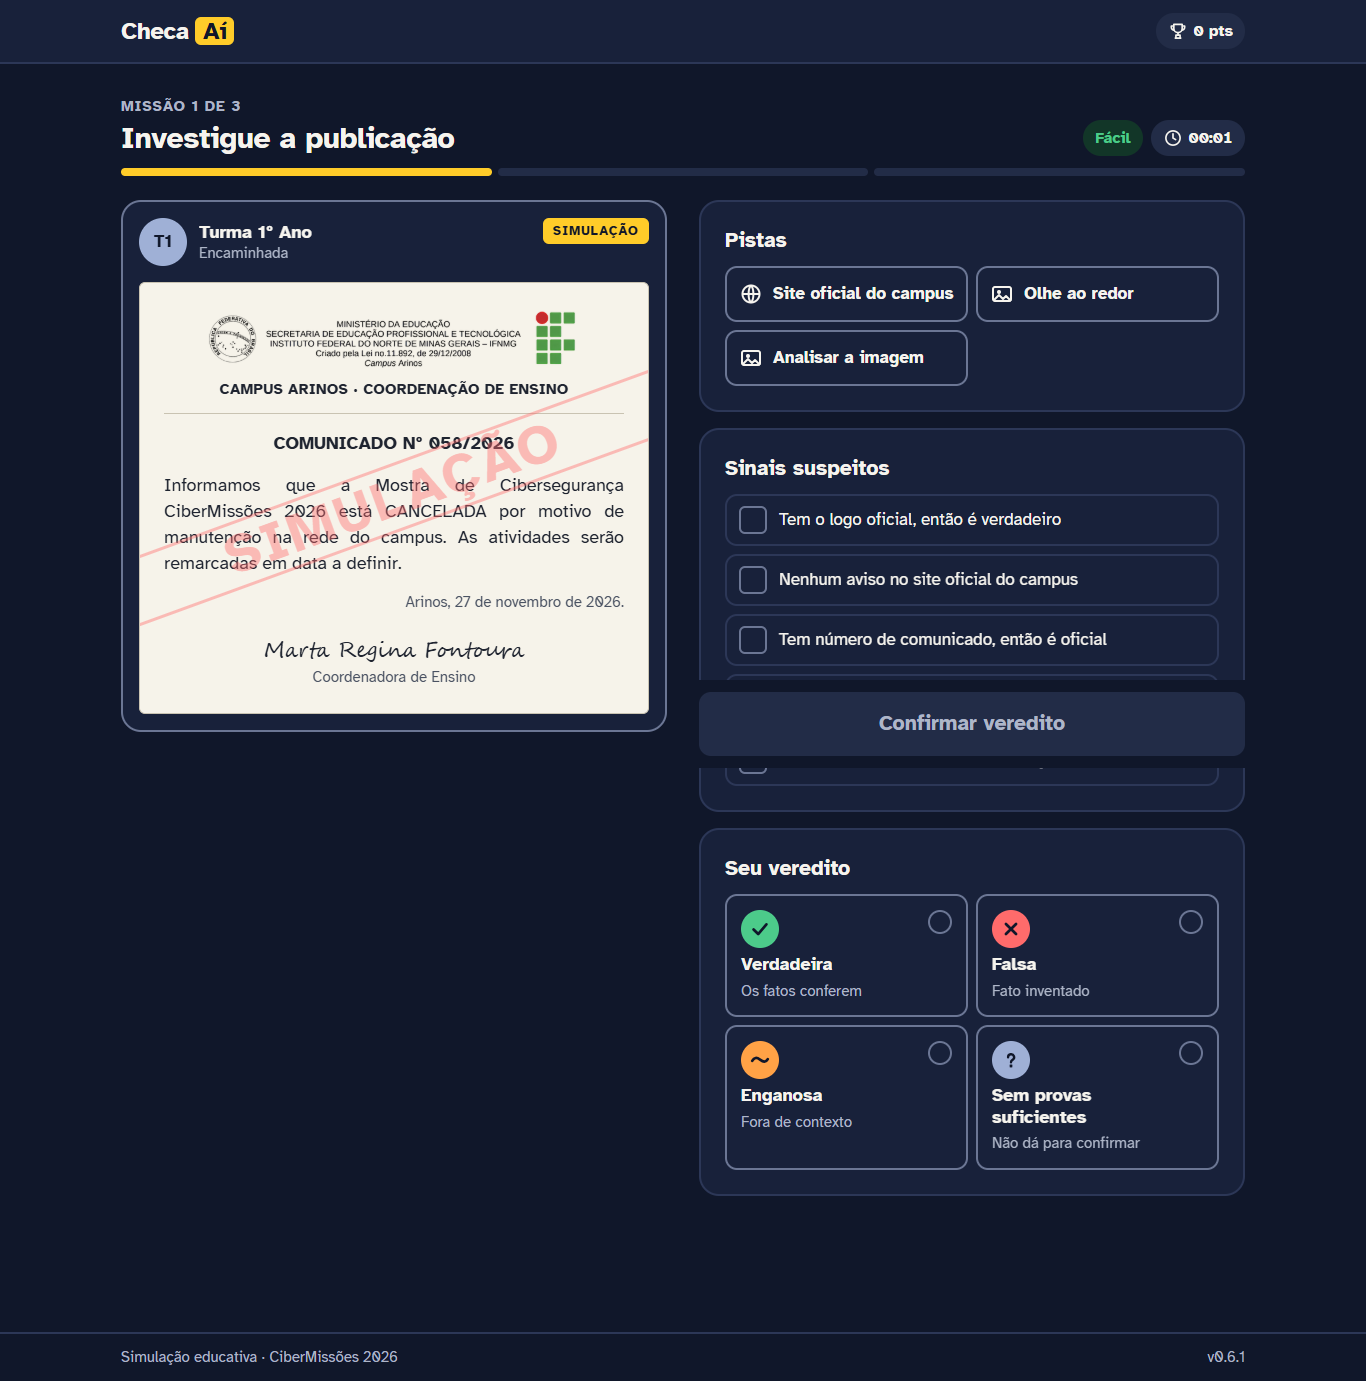 Checa Aí
0 pts
MISSÃO 1 DE 3
Investigue a publicação
Fácil
00:01
T1
Turma 1º Ano
Encaminhada
SIMULAÇÃO
REPÚBLICA FEDERATIVA DO BRASIL
MINISTÉRIO DA EDUCAÇÃO
SECRETARIA DE EDUCAÇÃO PROFISSIONAL E TECNOLÓGICA
INSTITUTO FEDERAL DO NORTE DE MINAS GERAIS – IFNMG
Criado pela Lei no.11.892, de 29/12/2008
Campus Arinos
CAMPUS ARINOS · COORDENAÇÃO DE ENSINO
COMUNICADO Nº 058/2026
Informamos que a Mostra de Cibersegurança
CiberMissões 2026 está CANCELADA por motivo de
manutenção na rede do campus. As atividades serão
remarcadas em data a definir.
SIMULAÇÃO
Arinos, 27 de novembro de 2026.
Marta Regina Fontoura
Coordenadora de Ensino
Pistas
Site oficial do campus
Olhe ao redor
Analisar a imagem
Sinais suspeitos
Tem o logo oficial, então é verdadeiro
Nenhum aviso no site oficial do campus
Tem número de comunicado, então é oficial
Confirmar veredito
Seu veredito
Verdadeira
Os fatos conferem
Falsa
Fato inventado
Enganosa
Fora de contexto
?
Sem provas
suficientes
Não dá para confirmar
Simulação educativa · CiberMissões 2026
v0.6.1